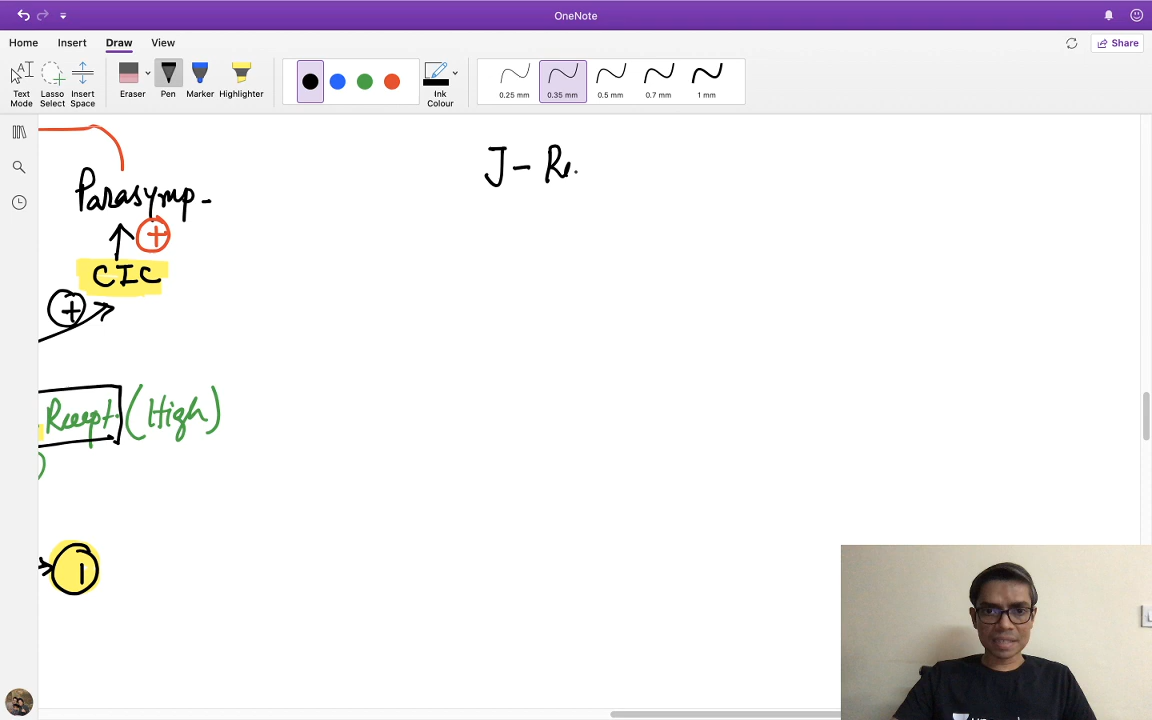 OneNote
Home Insert Draw View
Share
Text Mode
Lasso Select
Insert Space
Eraser
Pen
Marker
Highlighter
Ink Colour
0.25 mm
0.35 mm
0.5 mm
0.7 mm
1 mm
J - Re
Parasymp -
+
CIC
+
Recept. (High)
1